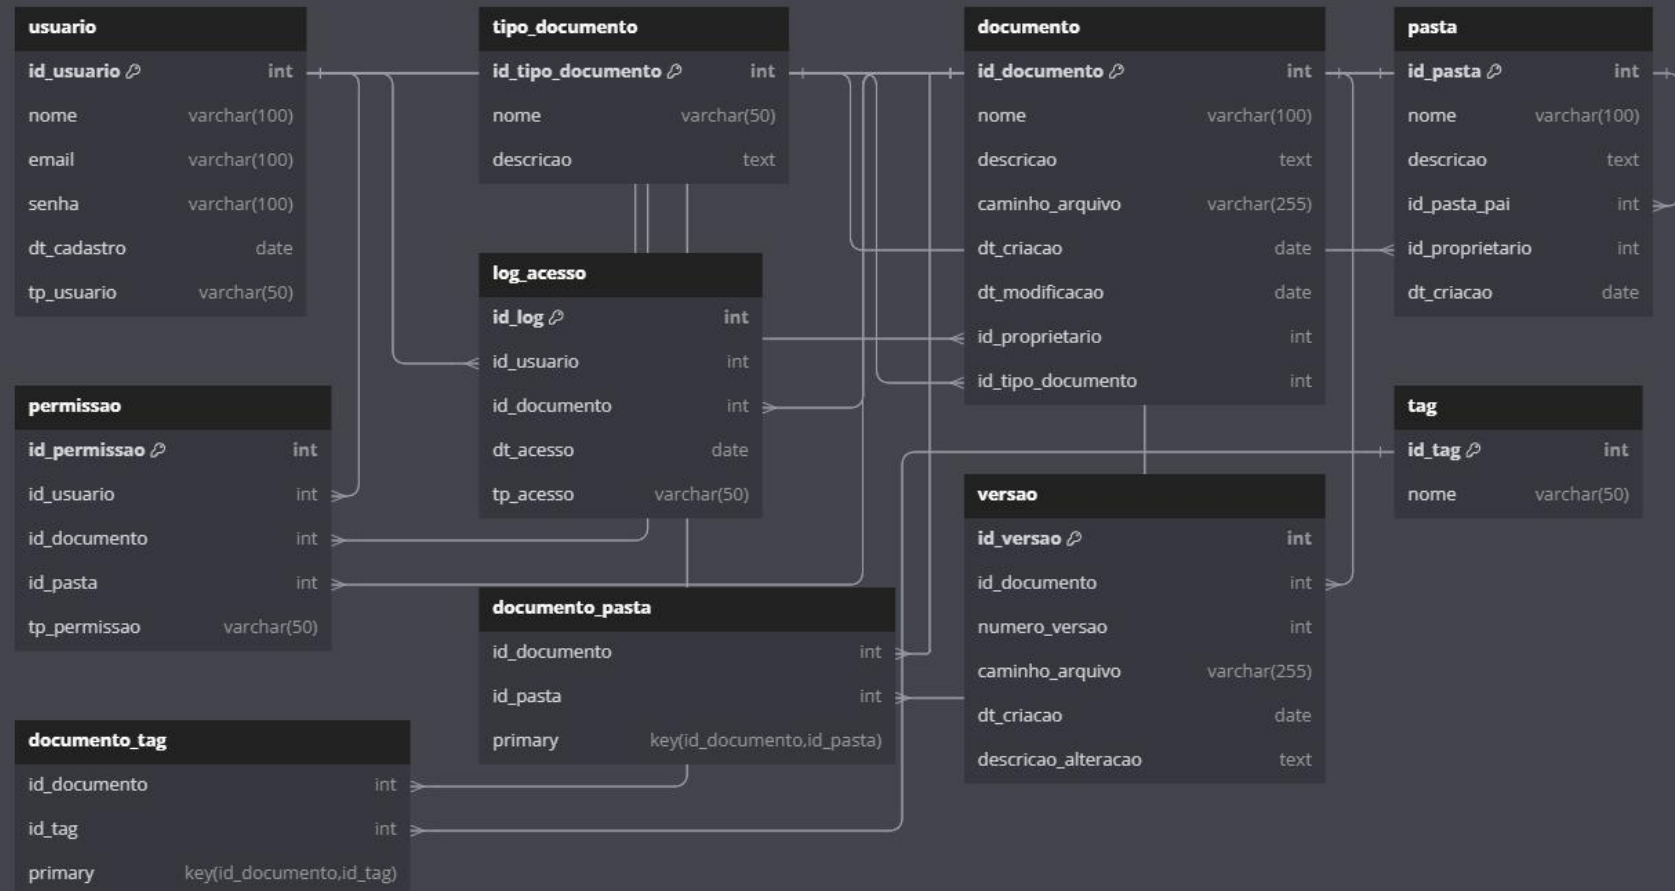 usuario
id_usuario int
nome varchar(100)
email varchar(100)
senha varchar(100)
dt_cadastro date
tp_usuario varchar(50)
tipo_documento
id_tipo_documento int
nome varchar(50)
descricao text
documento
id_documento int
nome varchar(100)
descricao text
caminho_arquivo varchar(255)
dt_criacao date
dt_modificacao date
id_proprietario int
id_tipo_documento int
pasta
id_pasta int
nome varchar(100)
descricao text
id_pasta_pai int
id_proprietario int
dt_criacao date
log_acesso
id_log int
id_usuario int
id_documento int
dt_acesso date
tp_acesso varchar(50)
permissao
id_permissao int
id_usuario int
id_documento int
id_pasta int
tp_permissao varchar(50)
tag
id_tag int
nome varchar(50)
versao
id_versao int
id_documento int
numero_versao int
caminho_arquivo varchar(255)
dt_criacao date
descricao_alteracao text
documento_pasta
id_documento int
id_pasta int
primary key(id_documento,id_pasta)
documento_tag
id_documento int
id_tag int
primary key(id_documento,id_tag)